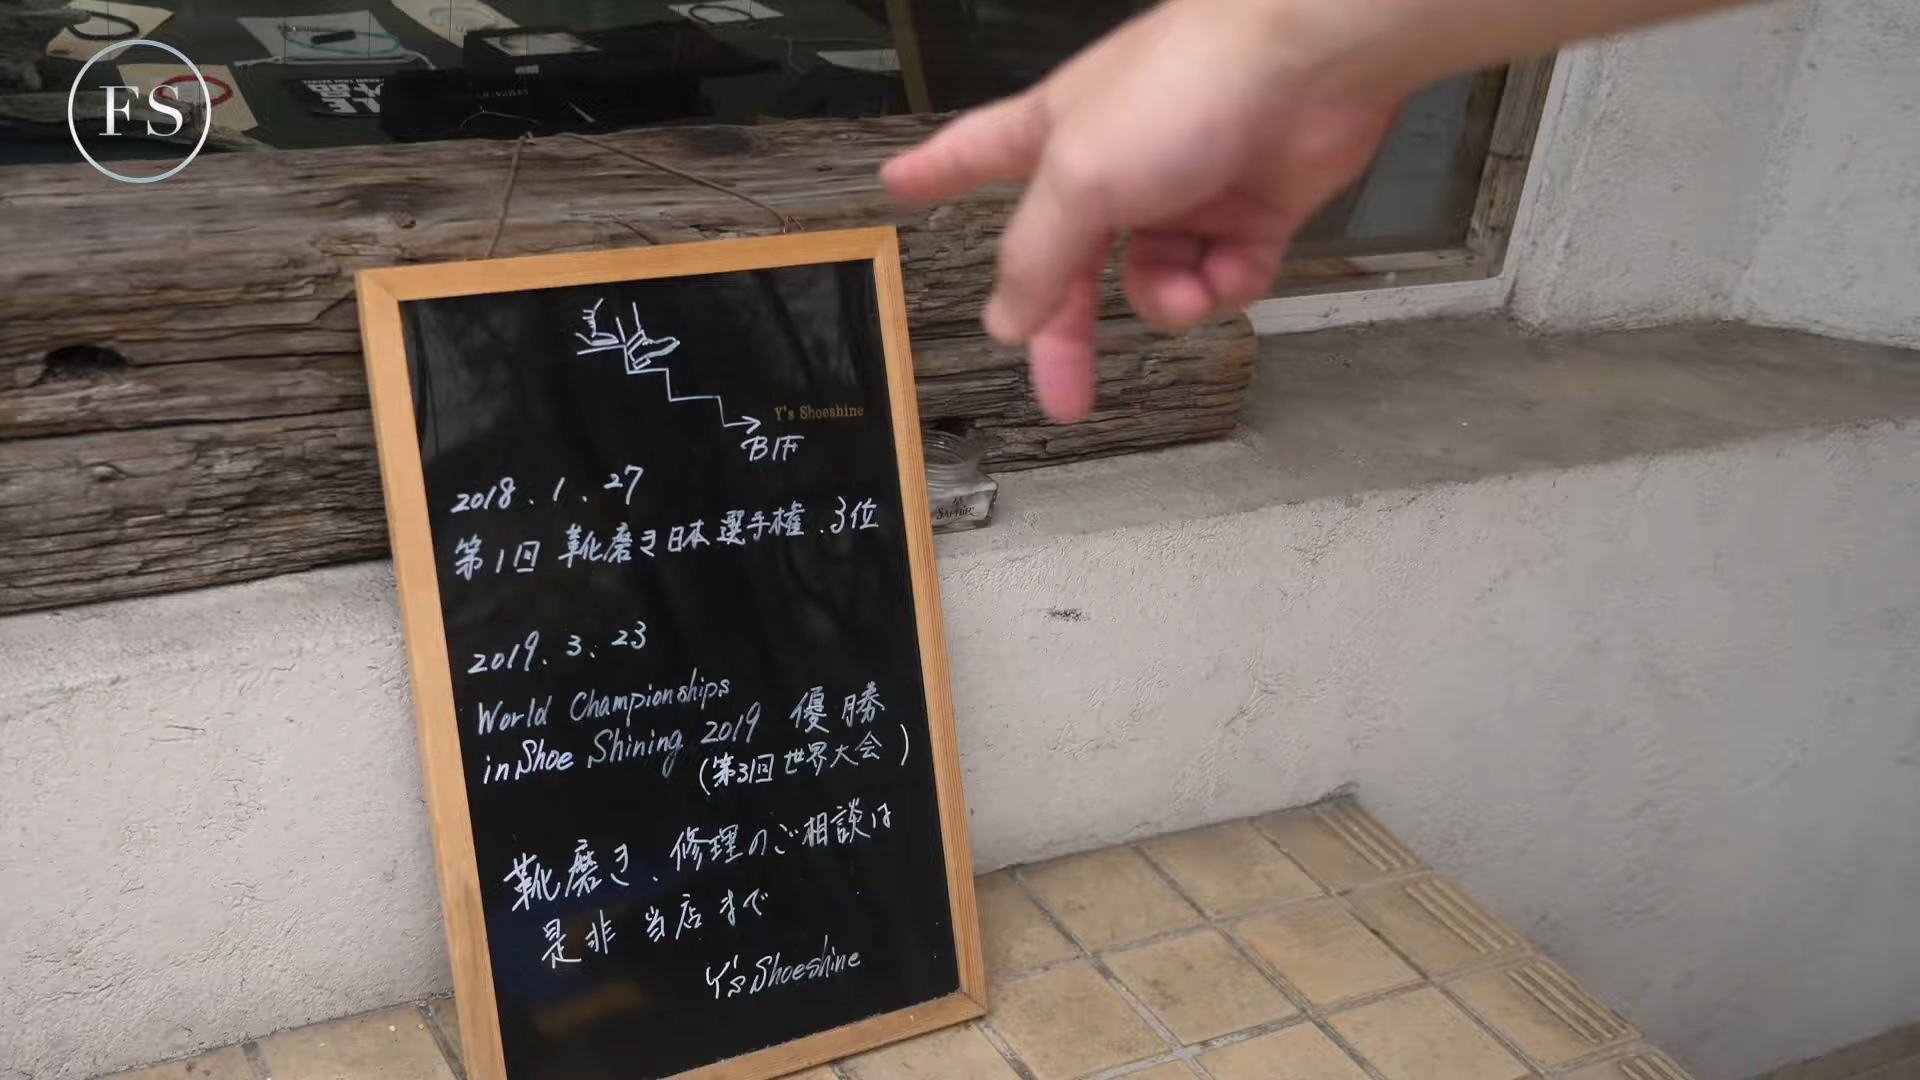 FS
Y's Shoeshine
B1F
2018.1.27
第1回 靴磨き日本選手権.3位
SAPHIR
2019.3.23
World Championships
in Shoe Shining 2019 優勝
(第3回世界大会)
靴磨き、修理のご相談は
是非当店まで
Y's Shoeshine